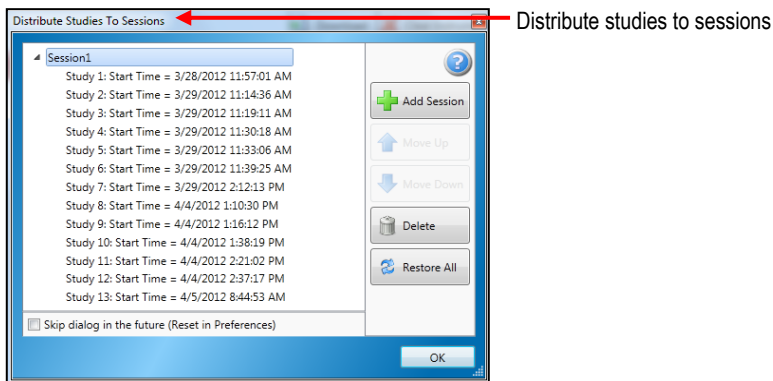 Distribute Studies To Sessions
Distribute studies to sessions
Session1
Study 1: Start Time = 3/28/2012 11:57:01 AM
Study 2: Start Time = 3/29/2012 11:14:36 AM
Study 3: Start Time = 3/29/2012 11:19:11 AM
Study 4: Start Time = 3/29/2012 11:30:18 AM
Study 5: Start Time = 3/29/2012 11:33:06 AM
Study 6: Start Time = 3/29/2012 11:39:25 AM
Study 7: Start Time = 3/29/2012 2:12:13 PM
Study 8: Start Time = 4/4/2012 1:10:30 PM
Study 9: Start Time = 4/4/2012 1:16:12 PM
Study 10: Start Time = 4/4/2012 1:38:19 PM
Study 11: Start Time = 4/4/2012 2:21:02 PM
Study 12: Start Time = 4/4/2012 2:37:17 PM
Study 13: Start Time = 4/5/2012 8:44:53 AM
Add Session
Move Up
Move Down
Delete
Restore All
Skip dialog in the future (Reset in Preferences)
OK